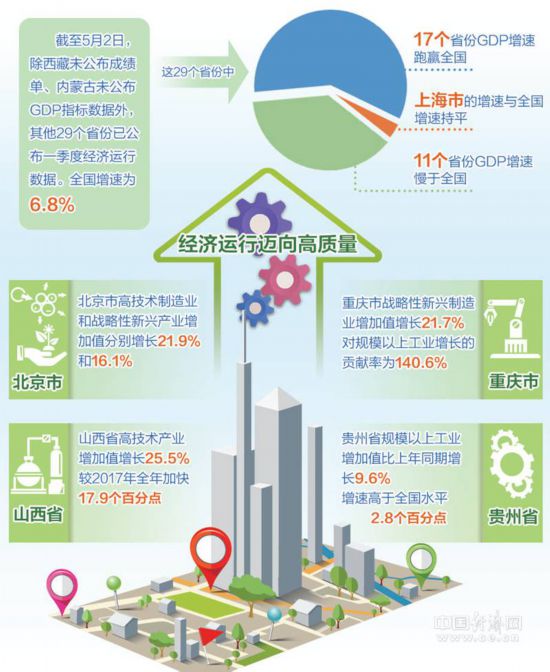 截至5月2日，
除西藏未公布成绩
单、内蒙古未公布
GDP指标数据外，
其他29个省份已公
布一季度经济运行
数据。全国增速为
6.8%
这29个省份中
17个省份GDP增速
跑赢全国
上海市的增速与全国
增速持平
11个省份GDP增速
慢于全国
经济运行迈向高质量
北京市高技术制造业
和战略性新兴产业增
加值分别增长21.9%
和16.1%
北京市
重庆市战略性新兴制造
业增加值增长21.7%
对规模以上工业增长的
贡献率为140.6%
重庆市
山西省高技术产业
增加值增长25.5%
较2017年全年加快
17.9个百分点
山西省
贵州省规模以上工业
增加值比上年同期增
长9.6%
增速高于全国水平
2.8个百分点
贵州省
中国经济网
www.ce.cn